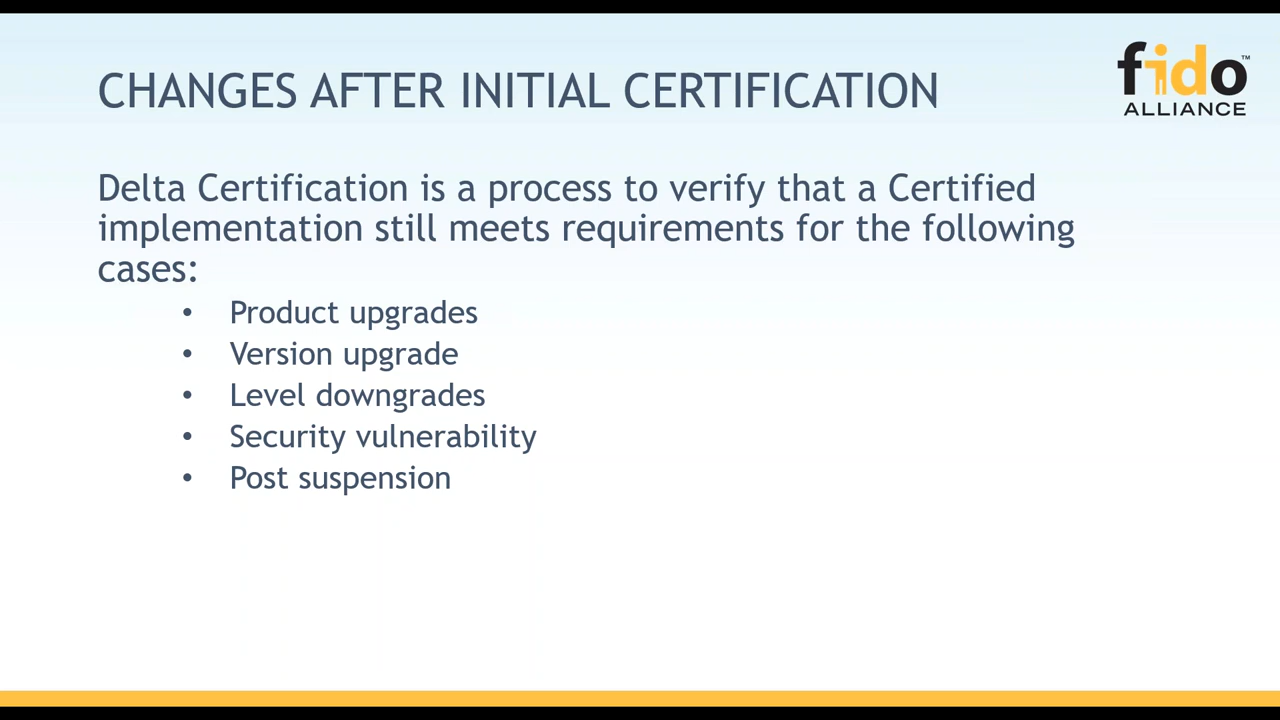 CHANGES AFTER INITIAL CERTIFICATION
fido™
ALLIANCE
Delta Certification is a process to verify that a Certified
implementation still meets requirements for the following
cases:
• Product upgrades
• Version upgrade
• Level downgrades
• Security vulnerability
• Post suspension